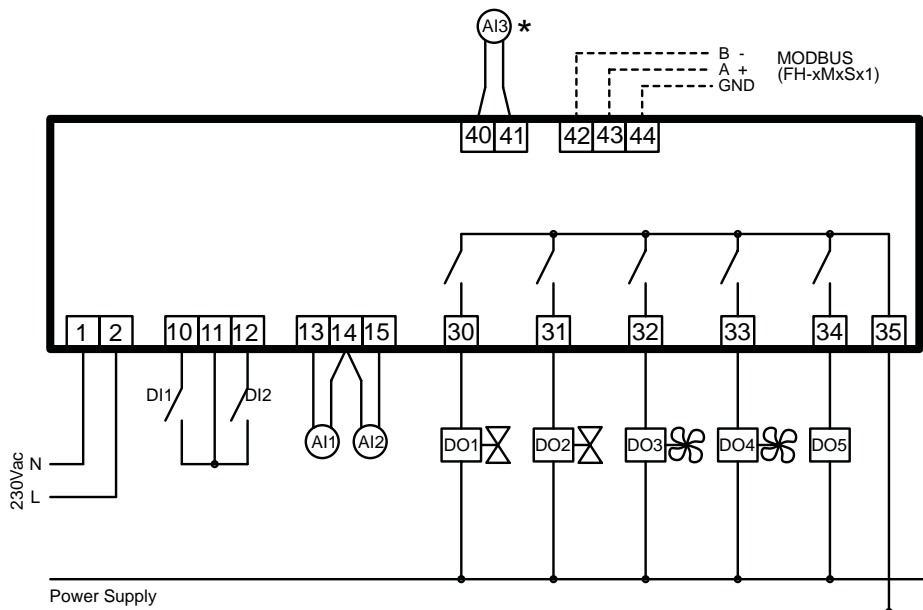 AI3 *
B -
A +
GND
MODBUS
(FH-xMxSx1)
40 41
42 43 44
1 2
10 11 12
13 14 15
30
31
32
33
34
35
DI1
DI2
AI1
AI2
DO1
DO2
DO3
DO4
DO5
230Vac
N
L
Power Supply